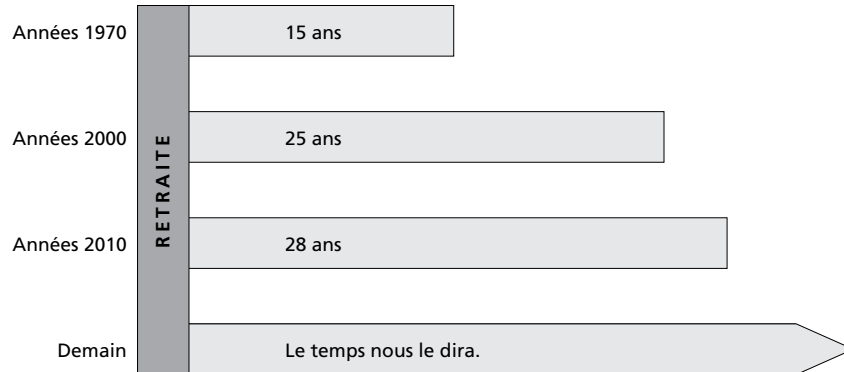 Années 1970
15 ans
Années 2000
25 ans
RETRAITE
Années 2010
28 ans
Demain
Le temps nous le dira.